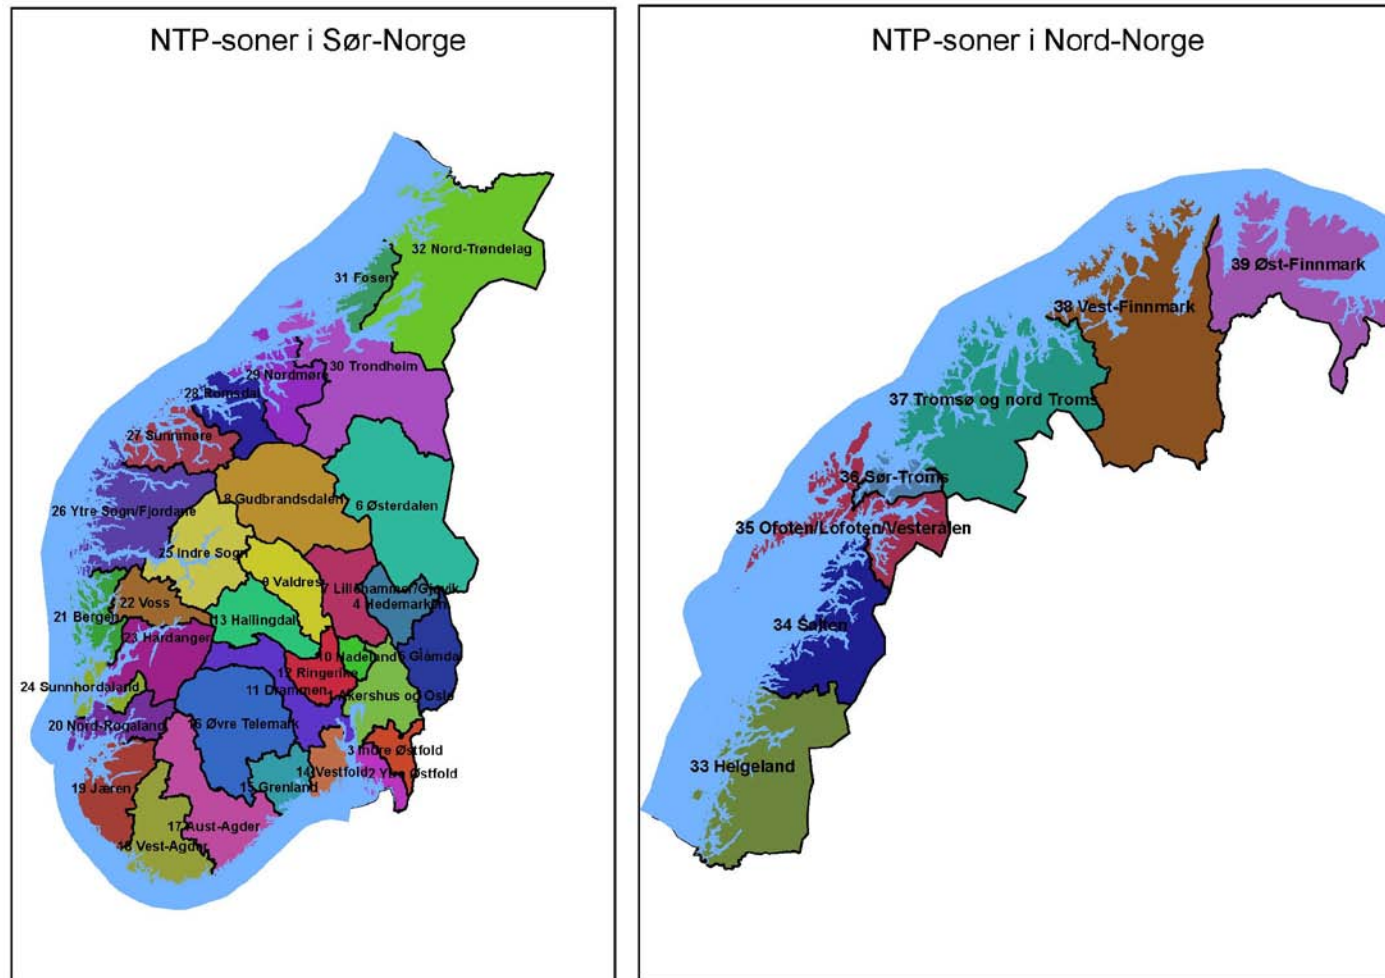 NTP-soner i Sør-Norge
32 Nord-Trøndelag
31 Fosen
30 Trondheim
29 Nordmøre
28 Romsdal
27 Sunnmøre
8 Gudbrandsdalen
6 Østerdalen
26 Ytre Sogn/Fjordane
25 Indre Sogn
9 Valdres
7 Lillehammer/Gjøvik
4 Hedemarken
22 Voss
21 Bergen
13 Hallingdal
23 Hardanger
10 Hadeland
5 Glåmdal
12 Ringerike
24 Sunnhordaland
11 Drammen
1 Akershus og Oslo
20 Nord-Rogaland
16 Øvre Telemark
3 Indre Østfold
14 Vestfold
2 Ytre Østfold
15 Grenland
19 Jæren
17 Aust-Agder
18 Vest-Agder
NTP-soner i Nord-Norge
39 Øst-Finnmark
38 Vest-Finnmark
37 Tromsø og nord Troms
36 Sør-Troms
35 Ofoten/Lofoten/Vesterålen
34 Salten
33 Helgeland